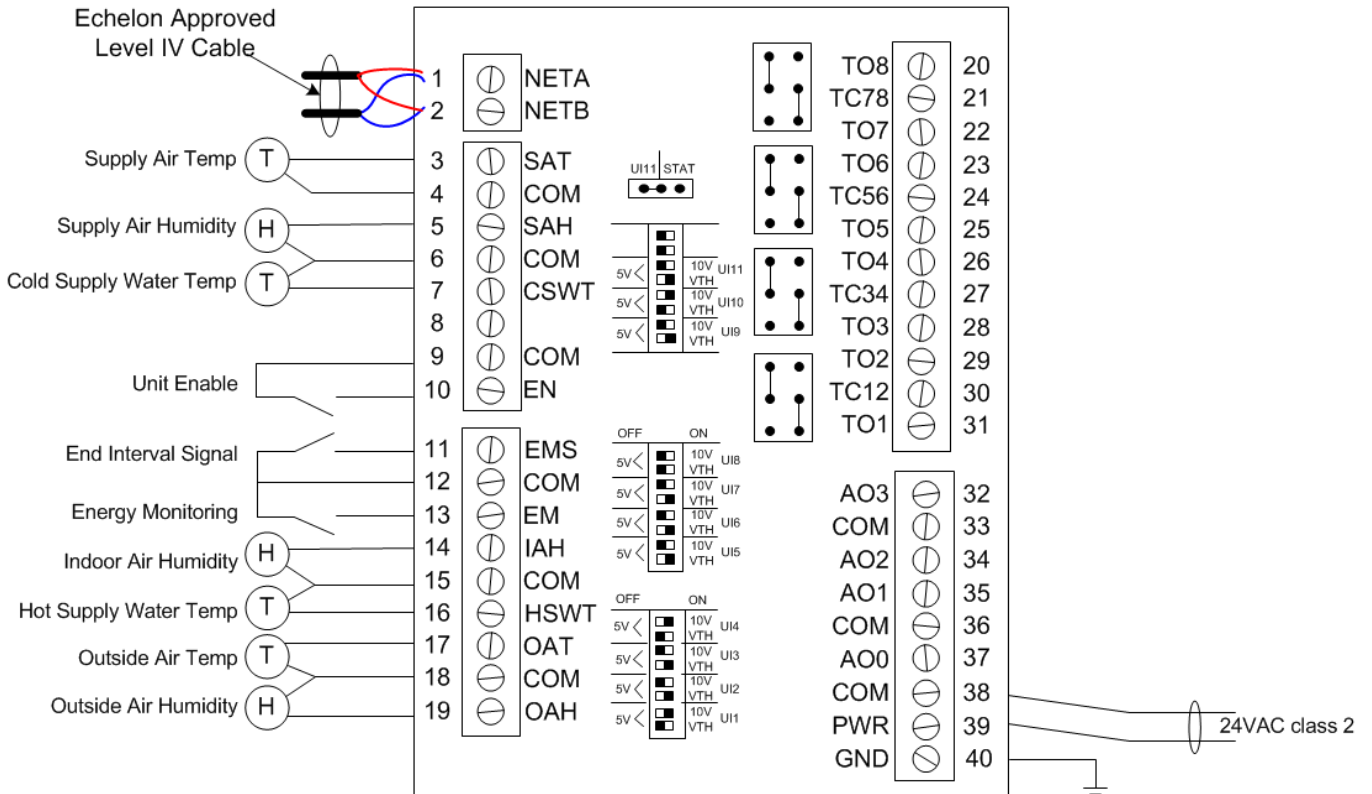 Echelon Approved
Level IV Cable
1 NETA
2 NETB
Supply Air Temp T 3 SAT
4 COM
Supply Air Humidity H 5 SAH
6 COM
Cold Supply Water Temp T 7 CSWT
8
9 COM
Unit Enable
10 EN
End Interval Signal
11 EMS
12 COM
Energy Monitoring
13 EM
Indoor Air Humidity H 14 IAH
15 COM
Hot Supply Water Temp T 16 HSWT
Outside Air Temp T 17 OAT
18 COM
Outside Air Humidity H 19 OAH
UI11 STAT
5V 10V UI11
VTH
5V 10V UI10
VTH
5V 10V UI9
VTH
OFF ON
5V 10V UI8
VTH
5V 10V UI7
VTH
5V 10V UI6
VTH
5V 10V UI5
VTH
OFF ON
5V 10V UI4
VTH
5V 10V UI3
VTH
5V 10V UI2
VTH
5V 10V UI1
VTH
TO8 20
TC78 21
TO7 22
TO6 23
TC56 24
TO5 25
TO4 26
TC34 27
TO3 28
TO2 29
TC12 30
TO1 31
AO3 32
COM 33
AO2 34
AO1 35
COM 36
AO0 37
COM 38
PWR 39
GND 40
24VAC class 2